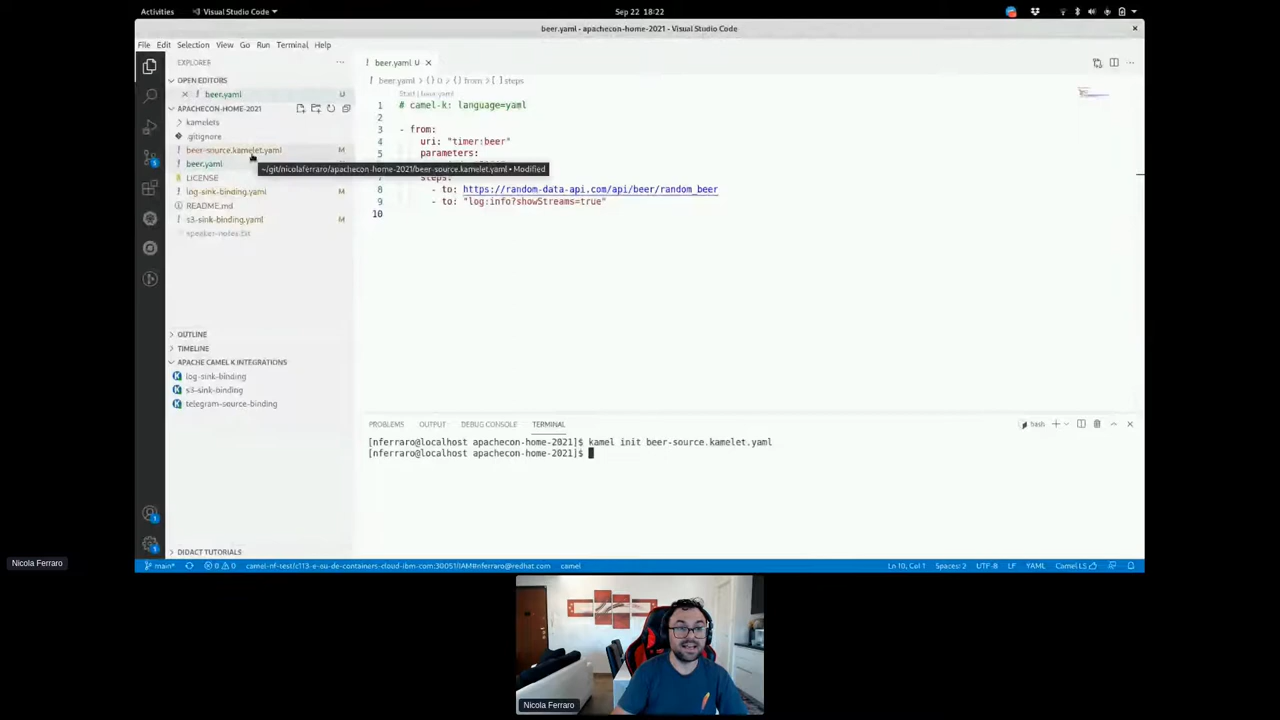 Activities
Visual Studio Code
Sep 22 18:22
beer.yaml - apachecon-home-2021 - Visual Studio Code
File Edit Selection View Go Run Terminal Help
EXPLORER
OPEN EDITORS
beer.yaml U
APACHECON-HOME-2021
kamelets
.gitignore
beer-source.kamelet.yaml M
beer.yaml
LICENSE
log-sink-binding.yaml M
README.md
s3-sink-binding.yaml M
speaker-notes.txt
OUTLINE
TIMELINE
APACHE CAMEL K INTEGRATIONS
log-sink-binding
s3-sink-binding
telegram-source-binding
DIDACT TUTORIALS
beer.yaml U
beer.yaml > {} 0 > {} from > [ ] steps
Start | beer.yaml
1 # camel-k: language=yaml
2
3 - from:
4 uri: "timer:beer"
5 parameters:
~/git/nicolaferraro/apachecon-home-2021/beer-source.kamelet.yaml • Modified
steps:
8 - to: https://random-data-api.com/api/beer/random_beer
9 - to: "log:info?showStreams=true"
10
PROBLEMS OUTPUT DEBUG CONSOLE TERMINAL
bash
[nferraro@localhost apachecon-home-2021]$ kamel init beer-source.kamelet.yaml
[nferraro@localhost apachecon-home-2021]$
main* 0 0 camel-nf-test/c113-e-eu-de-containers-cloud-ibm-com:30051/IAM#nferraro@redhat.com camel
Ln 10, Col 1 Spaces: 2 UTF-8 LF YAML Camel LS
Nicola Ferraro
Nicola Ferraro